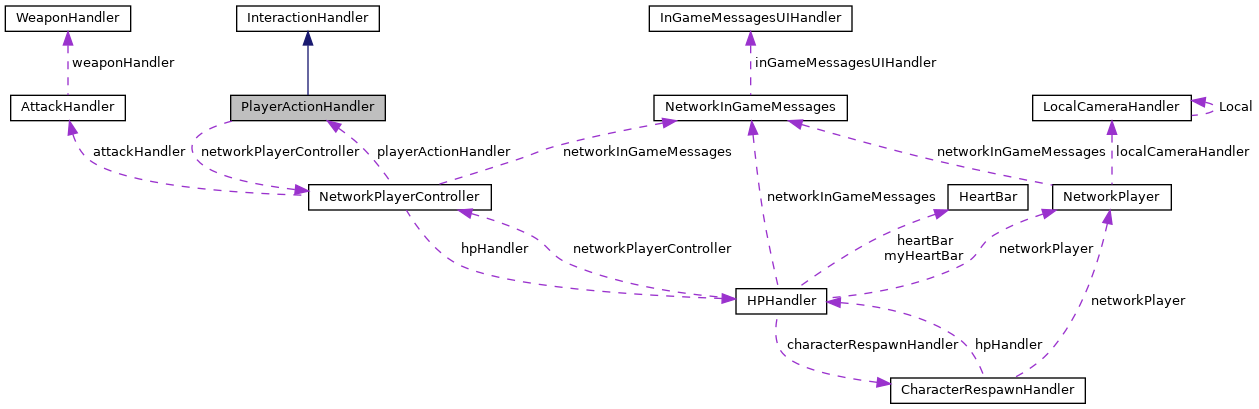 WeaponHandler
InteractionHandler
InGameMessagesUIHandler
weaponHandler
inGameMessagesUIHandler
AttackHandler
PlayerActionHandler
NetworkInGameMessages
LocalCameraHandler
Local
attackHandler
networkPlayerController
playerActionHandler
networkInGameMessages
networkInGameMessages
localCameraHandler
NetworkPlayerController
networkInGameMessages
HeartBar
NetworkPlayer
hpHandler
networkPlayerController
heartBar
myHeartBar
networkPlayer
HPHandler
networkPlayer
characterRespawnHandler
hpHandler
CharacterRespawnHandler